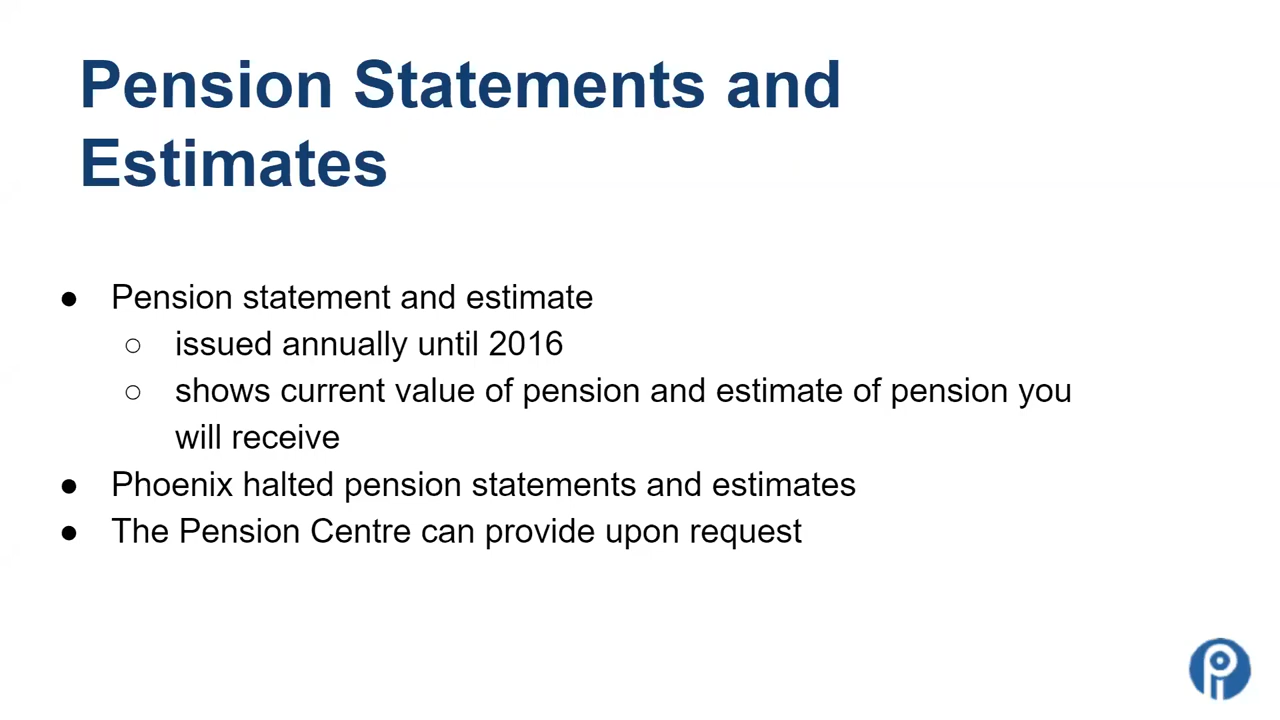 Pension Statements and
Estimates
● Pension statement and estimate
○ issued annually until 2016
○ shows current value of pension and estimate of pension you
will receive
● Phoenix halted pension statements and estimates
● The Pension Centre can provide upon request